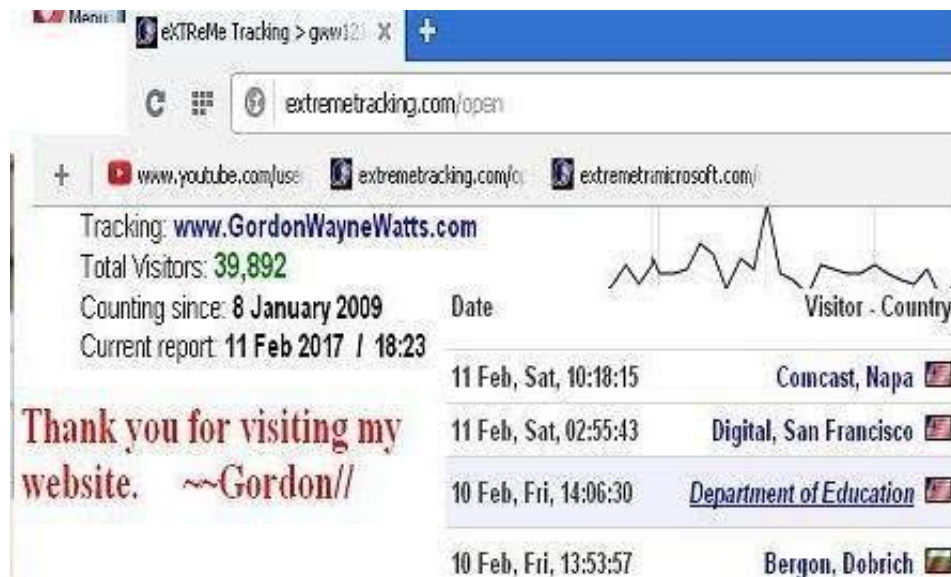 Menu
eXTReMe Tracking > gww121
extremetracking.com/open
www.youtube.com/use extremetracking.com/o extremetrimicrosoft.com/
Tracking: www.GordonWayneWatts.com
Total Visitors: 39,892
Counting since: 8 January 2009
Current report: 11 Feb 2017 / 18:23
Thank you for visiting my
website. ~~Gordon//
Date Visitor - Country
11 Feb, Sat, 10:18:15 Comcast, Napa
11 Feb, Sat, 02:55:43 Digital, San Francisco
10 Feb, Fri, 14:06:30 Department of Education
10 Feb, Fri, 13:53:57 Bergon, Dobrich